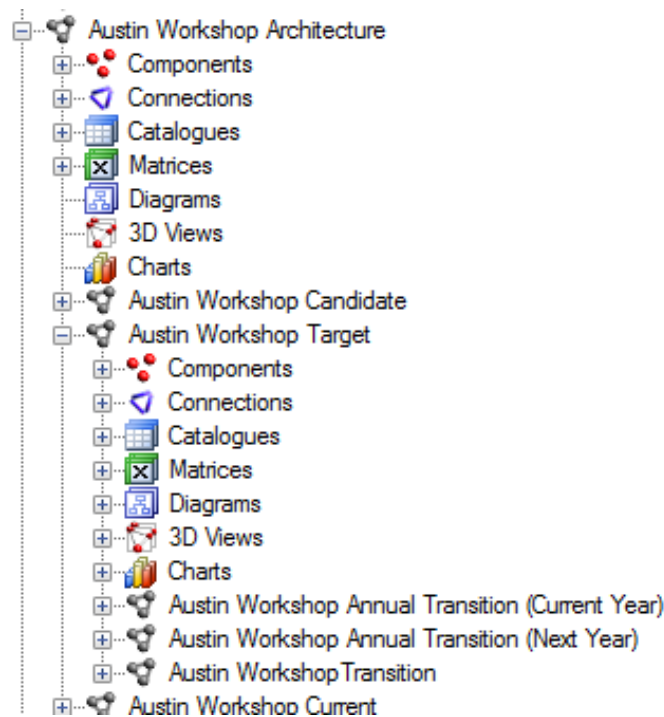 Austin Workshop Architecture
Components
Connections
Catalogues
Matrices
Diagrams
3D Views
Charts
Austin Workshop Candidate
Austin Workshop Target
Components
Connections
Catalogues
Matrices
Diagrams
3D Views
Charts
Austin Workshop Annual Transition (Current Year)
Austin Workshop Annual Transition (Next Year)
Austin Workshop Transition
Austin Workshop Current